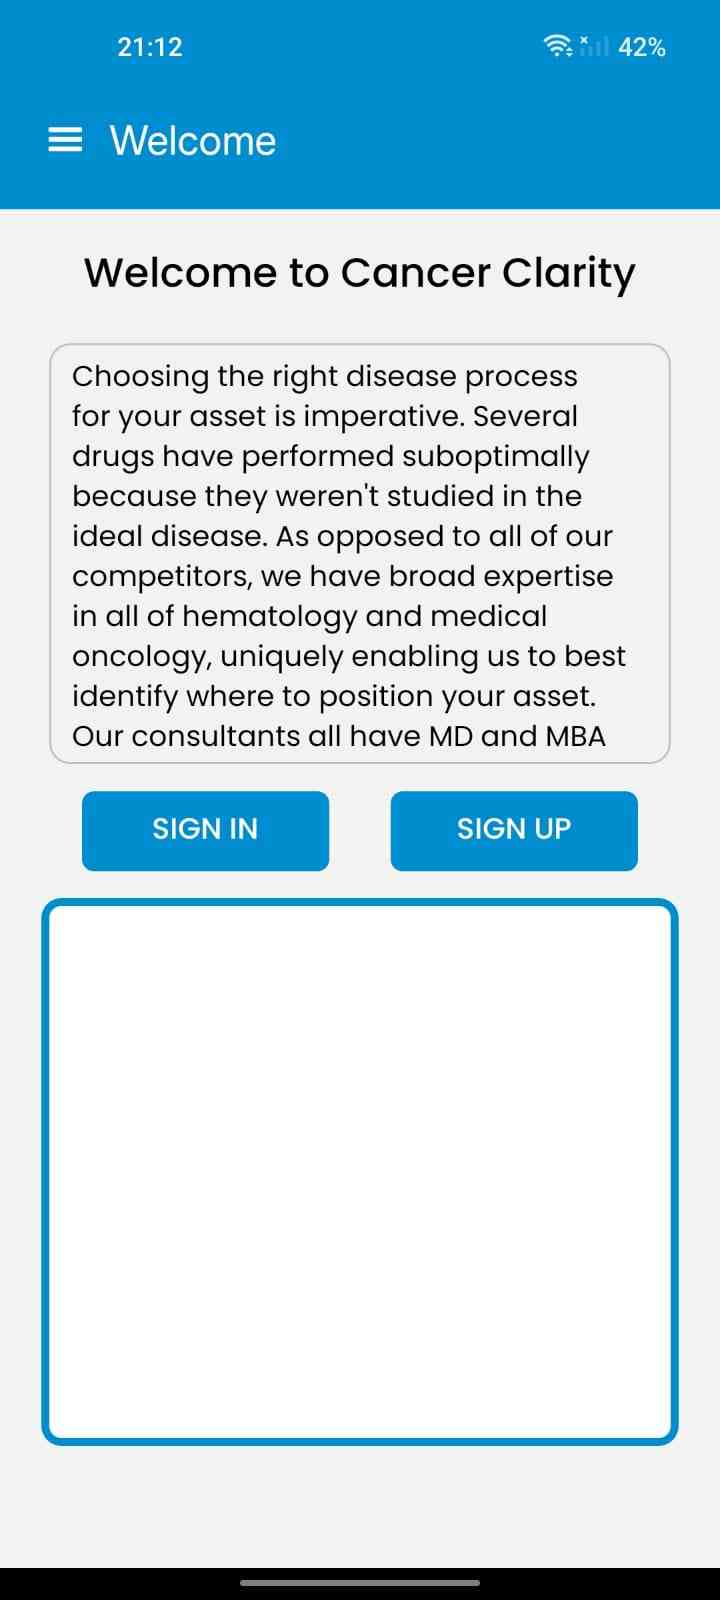 21:12
42%
Welcome
Welcome to Cancer Clarity
Choosing the right disease process
for your asset is imperative. Several
drugs have performed suboptimally
because they weren't studied in the
ideal disease. As opposed to all of our
competitors, we have broad expertise
in all of hematology and medical
oncology, uniquely enabling us to best
identify where to position your asset.
Our consultants all have MD and MBA
SIGN IN
SIGN UP